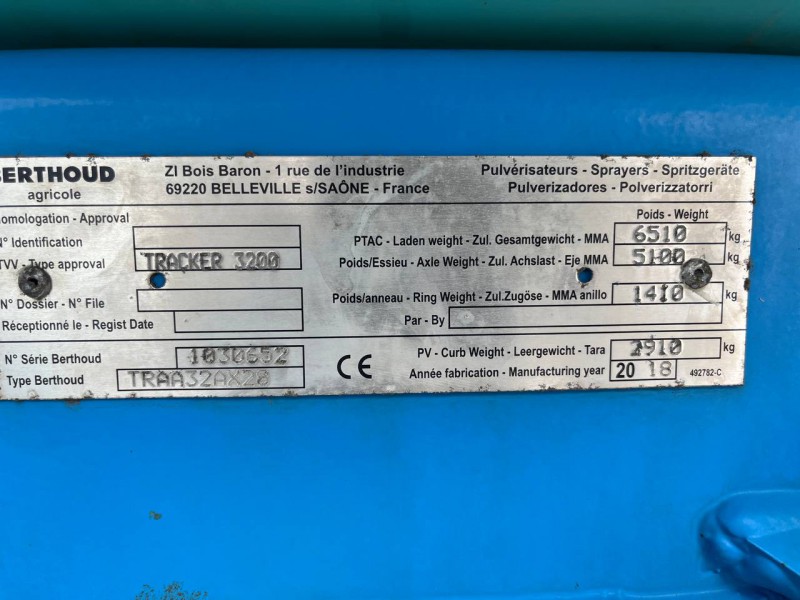 BERTHOUD
agricole
ZI Bois Baron - 1 rue de l'industrie
69220 BELLEVILLE s/SAÔNE - France
Pulvérisateurs - Sprayers - Spritzgeräte
Pulverizadores - Polverizzatorri
Homologation - Approval
N° Identification
TVV - Type approval TRACKER 3200
N° Dossier - N° File
Réceptionné le - Regist Date
Poids - Weight
PTAC - Laden weight - Zul. Gesamtgewicht - MMA 6510 kg
Poids/Essieu - Axle Weight - Zul. Achslast - Eje MMA 5100 kg
Poids/anneau - Ring Weight - Zul.Zugöse - MMA anillo 1410 kg
Par - By
N° Série Berthoud 1030652
Type Berthoud TRAA32AX28
CE
PV - Curb Weight - Leergewicht - Tara 2910 kg
Année fabrication - Manufacturing year 20 18 492782-C